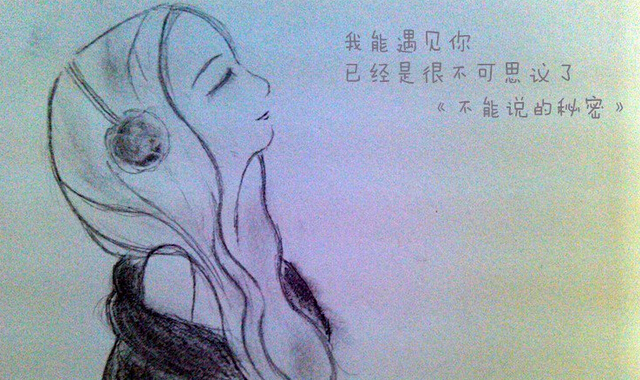 我能遇见你
已经是很不可思议了
《不能说的秘密》